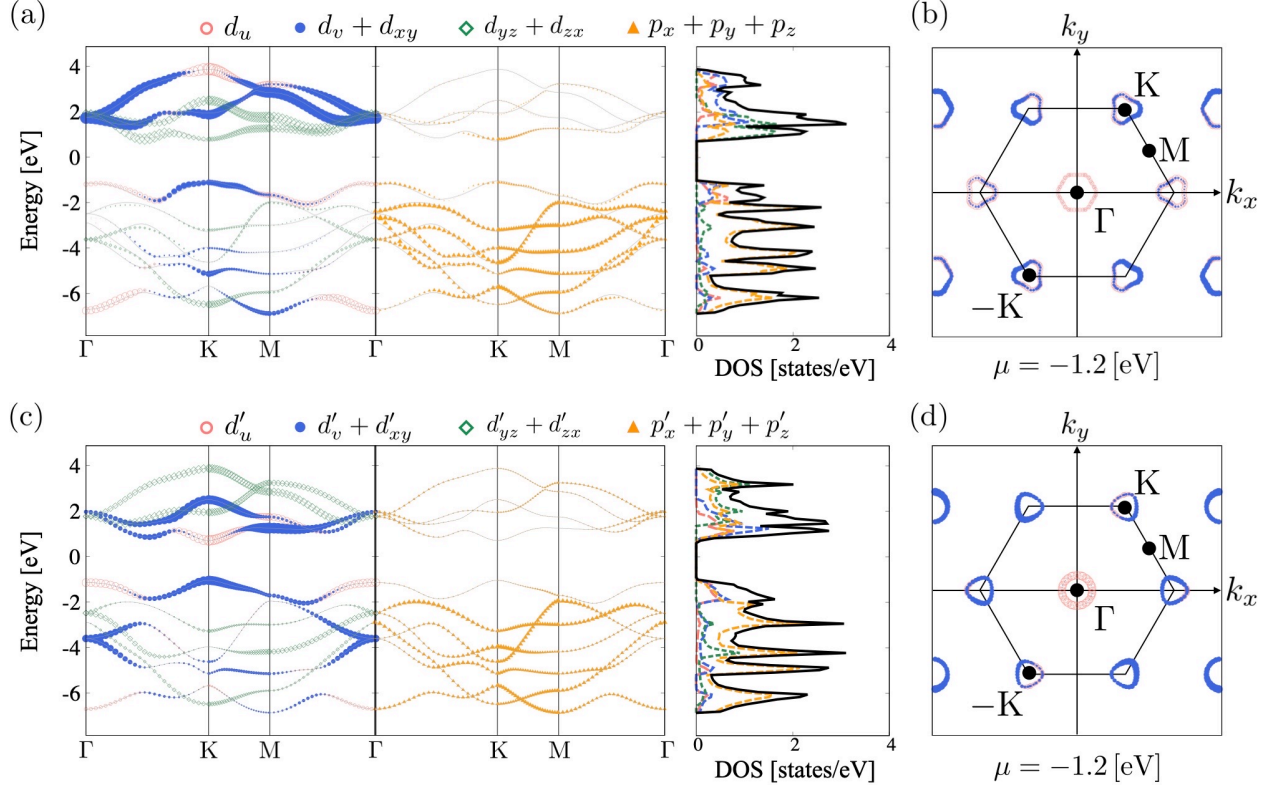 (a)
d_u  d_v + d_xy  d_yz + d_zx  p_x + p_y + p_z
Energy [eV]
4
2
0
-2
-4
-6
Γ K M Γ K M Γ
0 2 4
DOS [states/eV]
(b)
k_y
K
M
k_x
Γ
−K
μ = −1.2 [eV]
(c)
d′_u  d′_v + d′_xy  d′_yz + d′_zx  p′_x + p′_y + p′_z
Energy [eV]
4
2
0
-2
-4
-6
Γ K M Γ K M Γ
0 2 4
DOS [states/eV]
(d)
k_y
K
M
k_x
Γ
−K
μ = −1.2 [eV]